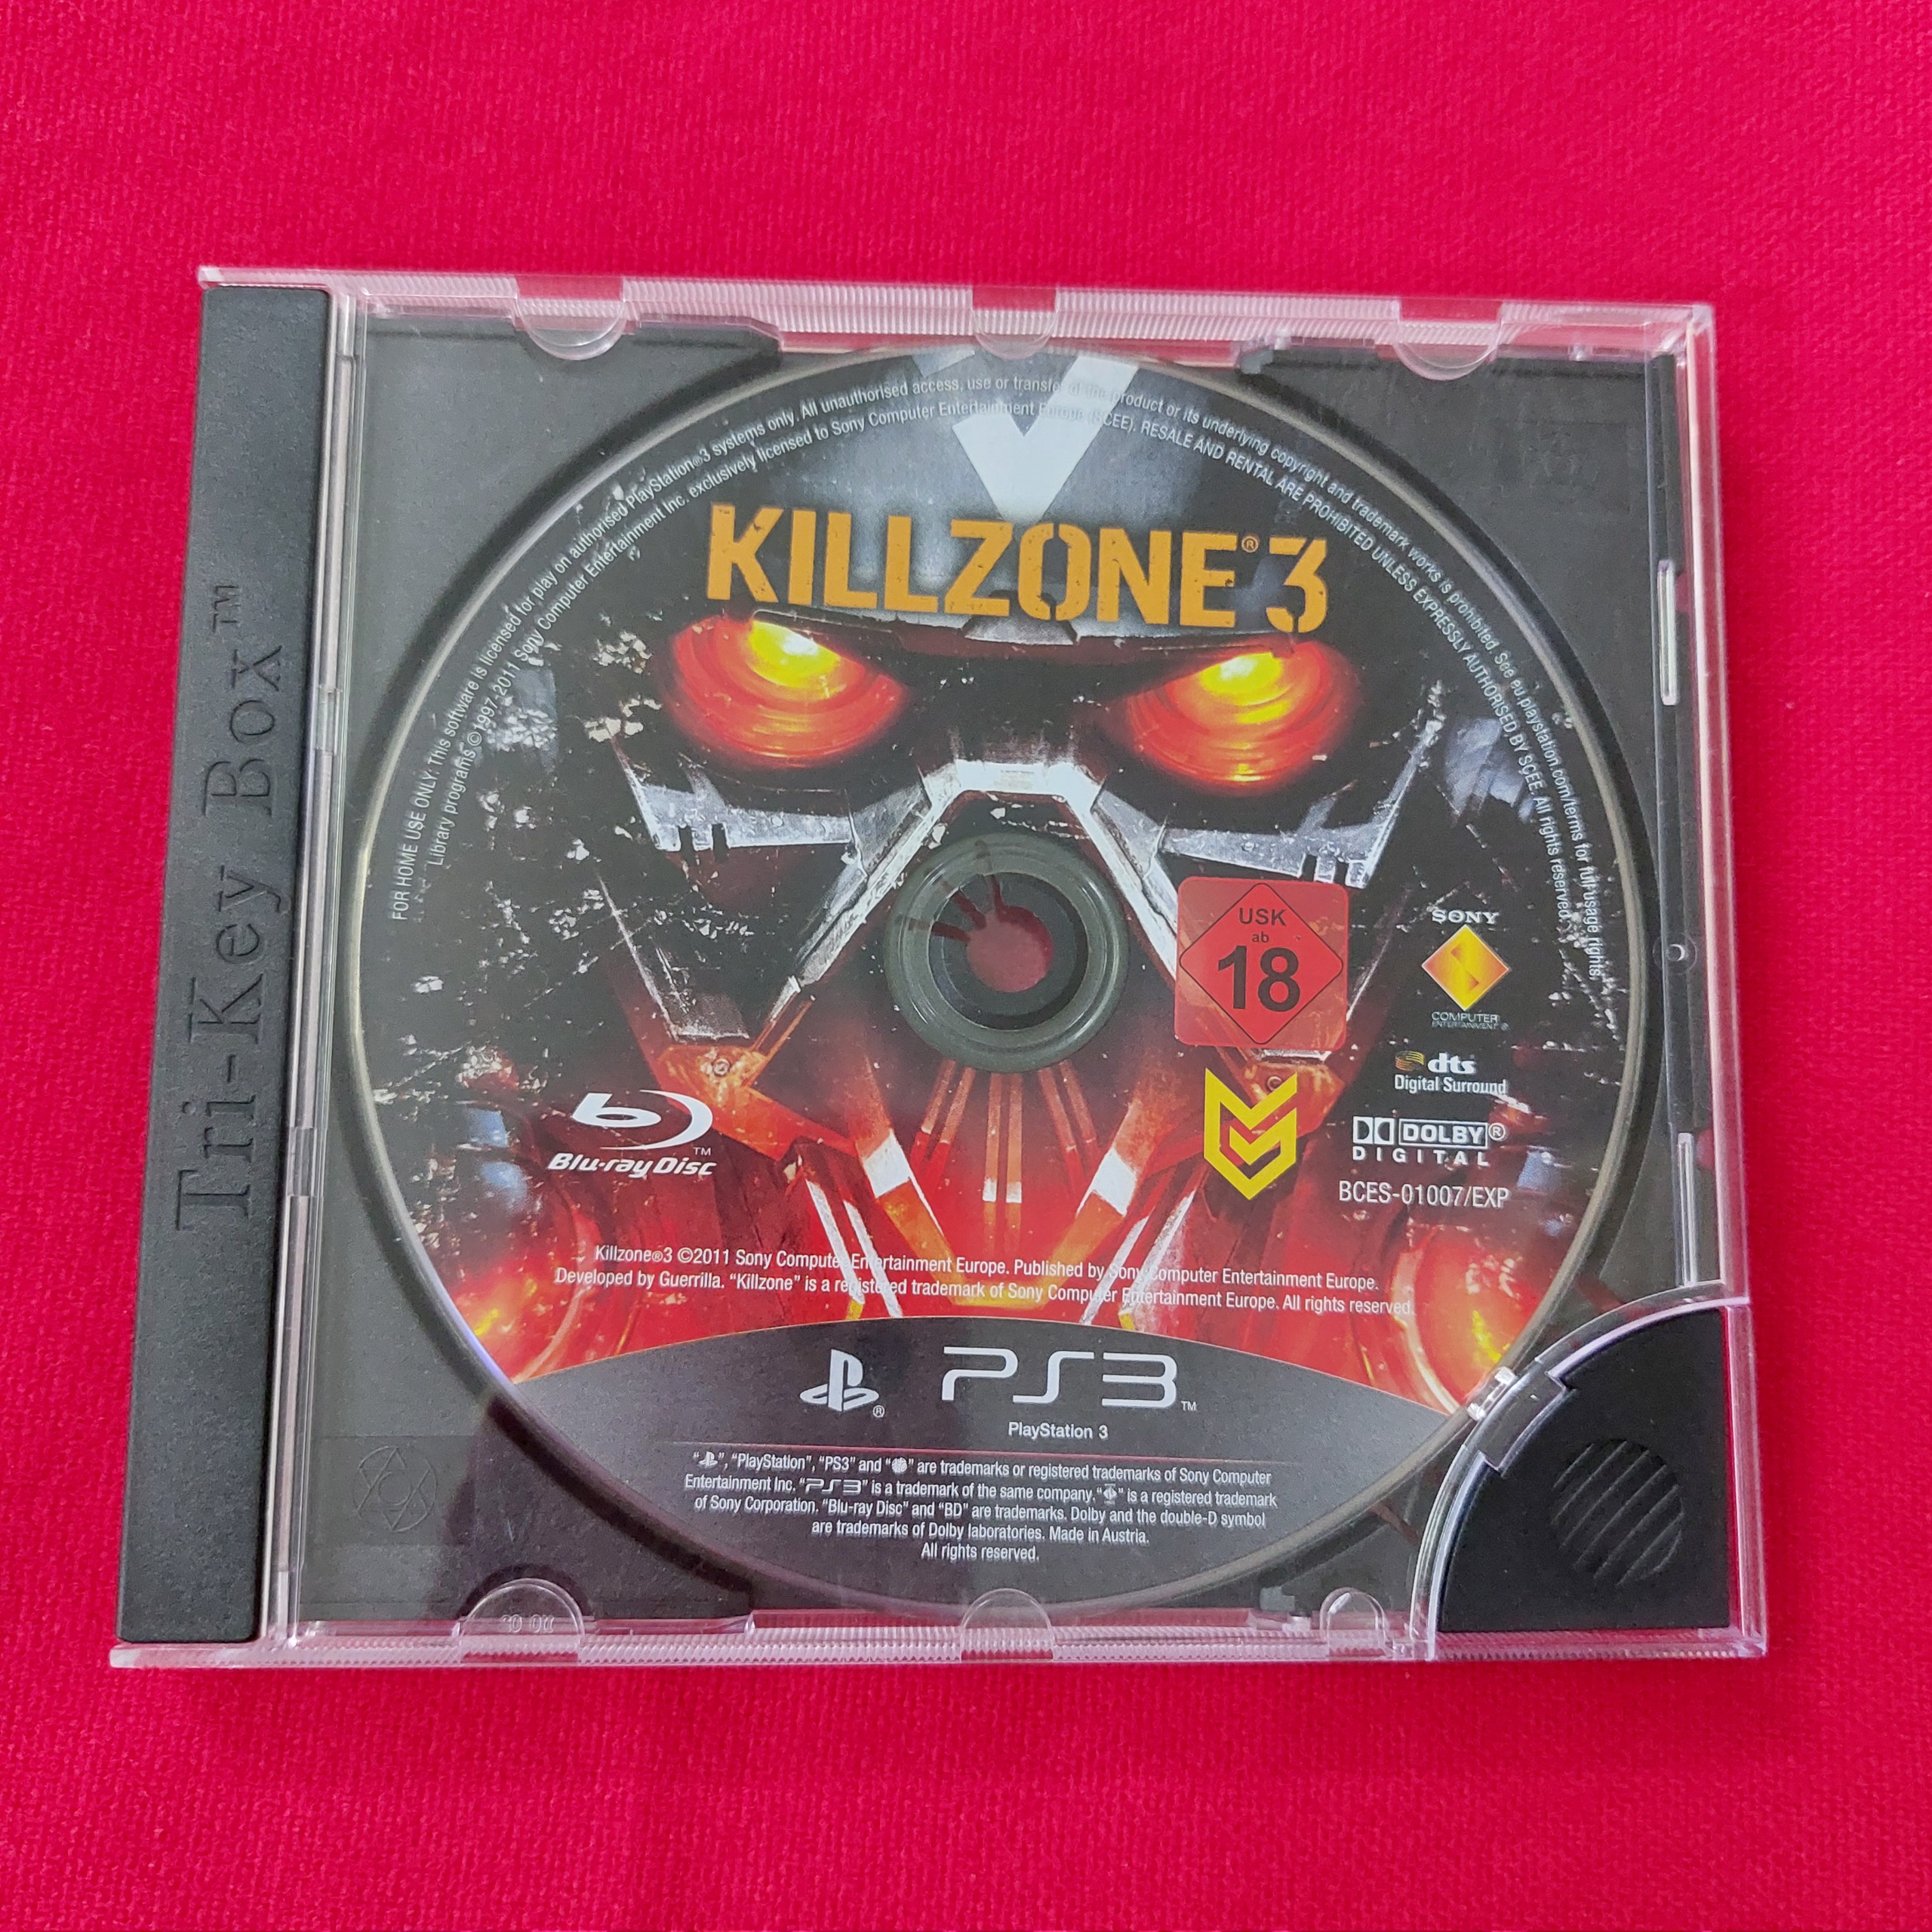 Tri-Key Box™
FOR HOME USE ONLY. This software is licensed for play on authorised PlayStation®3 systems only. All unauthorised access, use or transfer of the product or its underlying copyright and trademark works is prohibited. See eu.playstation.com/terms for full usage rights.
Library programs ©1997-2011 Sony Computer Entertainment Inc. exclusively licensed to Sony Computer Entertainment Europe (SCEE). RESALE AND RENTAL ARE PROHIBITED UNLESS EXPRESSLY AUTHORISED BY SCEE. All rights reserved.
KILLZONE®3
USK
ab
18
SONY
COMPUTER
ENTERTAINMENT®
dts
Digital Surround
Blu-ray Disc™
DOLBY®
DIGITAL
BCES-01007/EXP
Killzone®3 ©2011 Sony Computer Entertainment Europe. Published by Sony Computer Entertainment Europe.
Developed by Guerrilla. “Killzone” is a registered trademark of Sony Computer Entertainment Europe. All rights reserved.
® PS3™
PlayStation 3
“ ”, “PlayStation”, “PS3” and “ ” are trademarks or registered trademarks of Sony Computer
Entertainment Inc. “PS3” is a trademark of the same company. “ ” is a registered trademark
of Sony Corporation. “Blu-ray Disc” and “BD” are trademarks. Dolby and the double-D symbol
are trademarks of Dolby laboratories. Made in Austria.
All rights reserved.